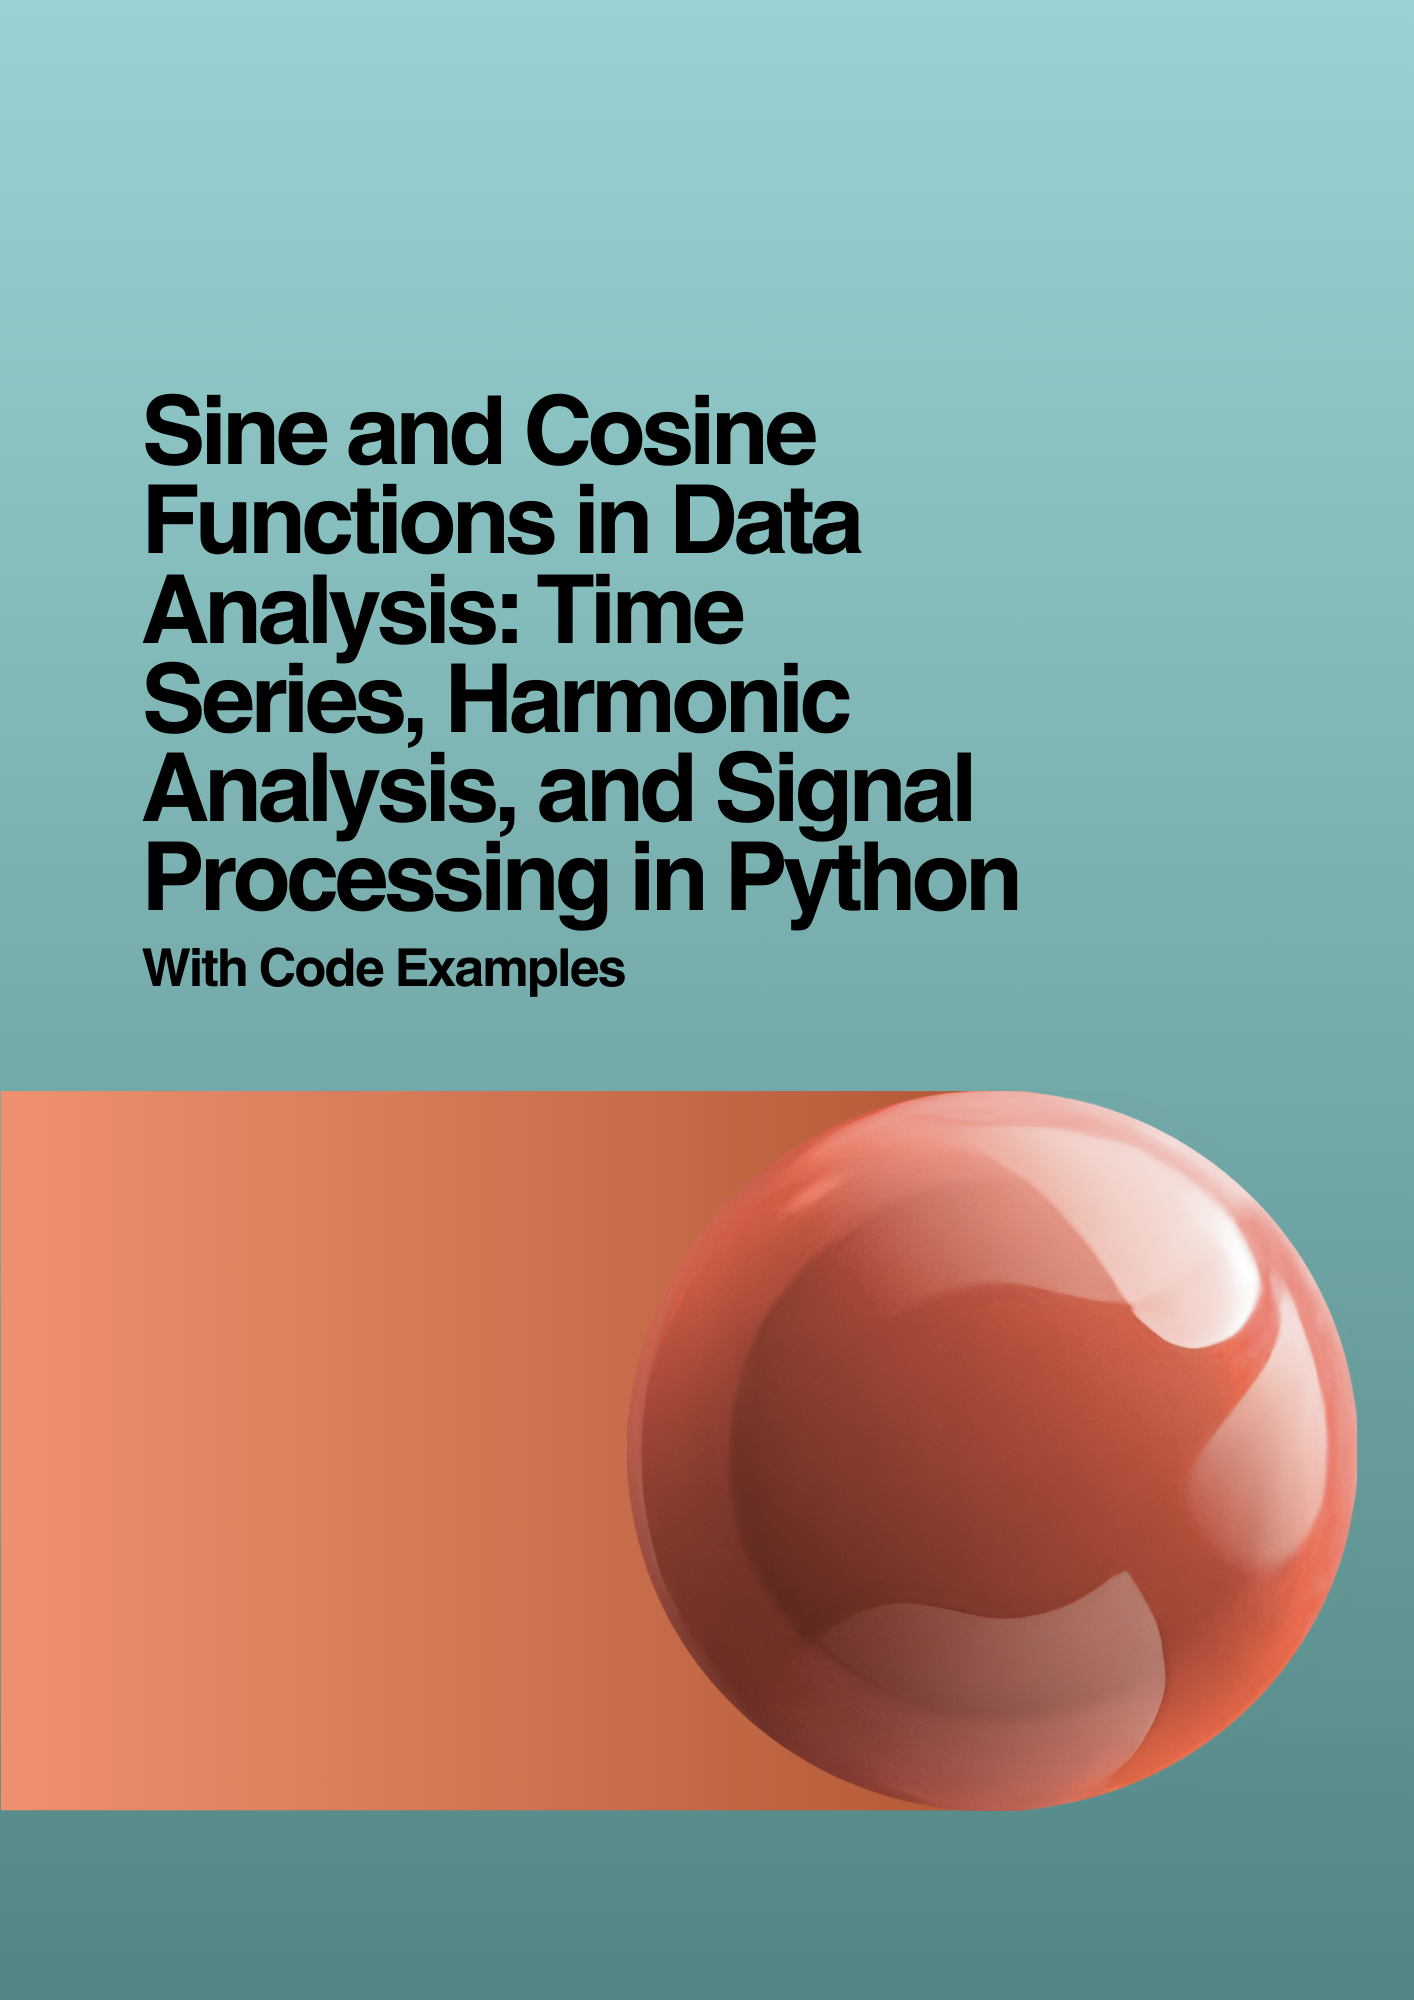 Sine and Cosine
Functions in Data
Analysis: Time
Series, Harmonic
Analysis, and Signal
Processing in Python
With Code Examples